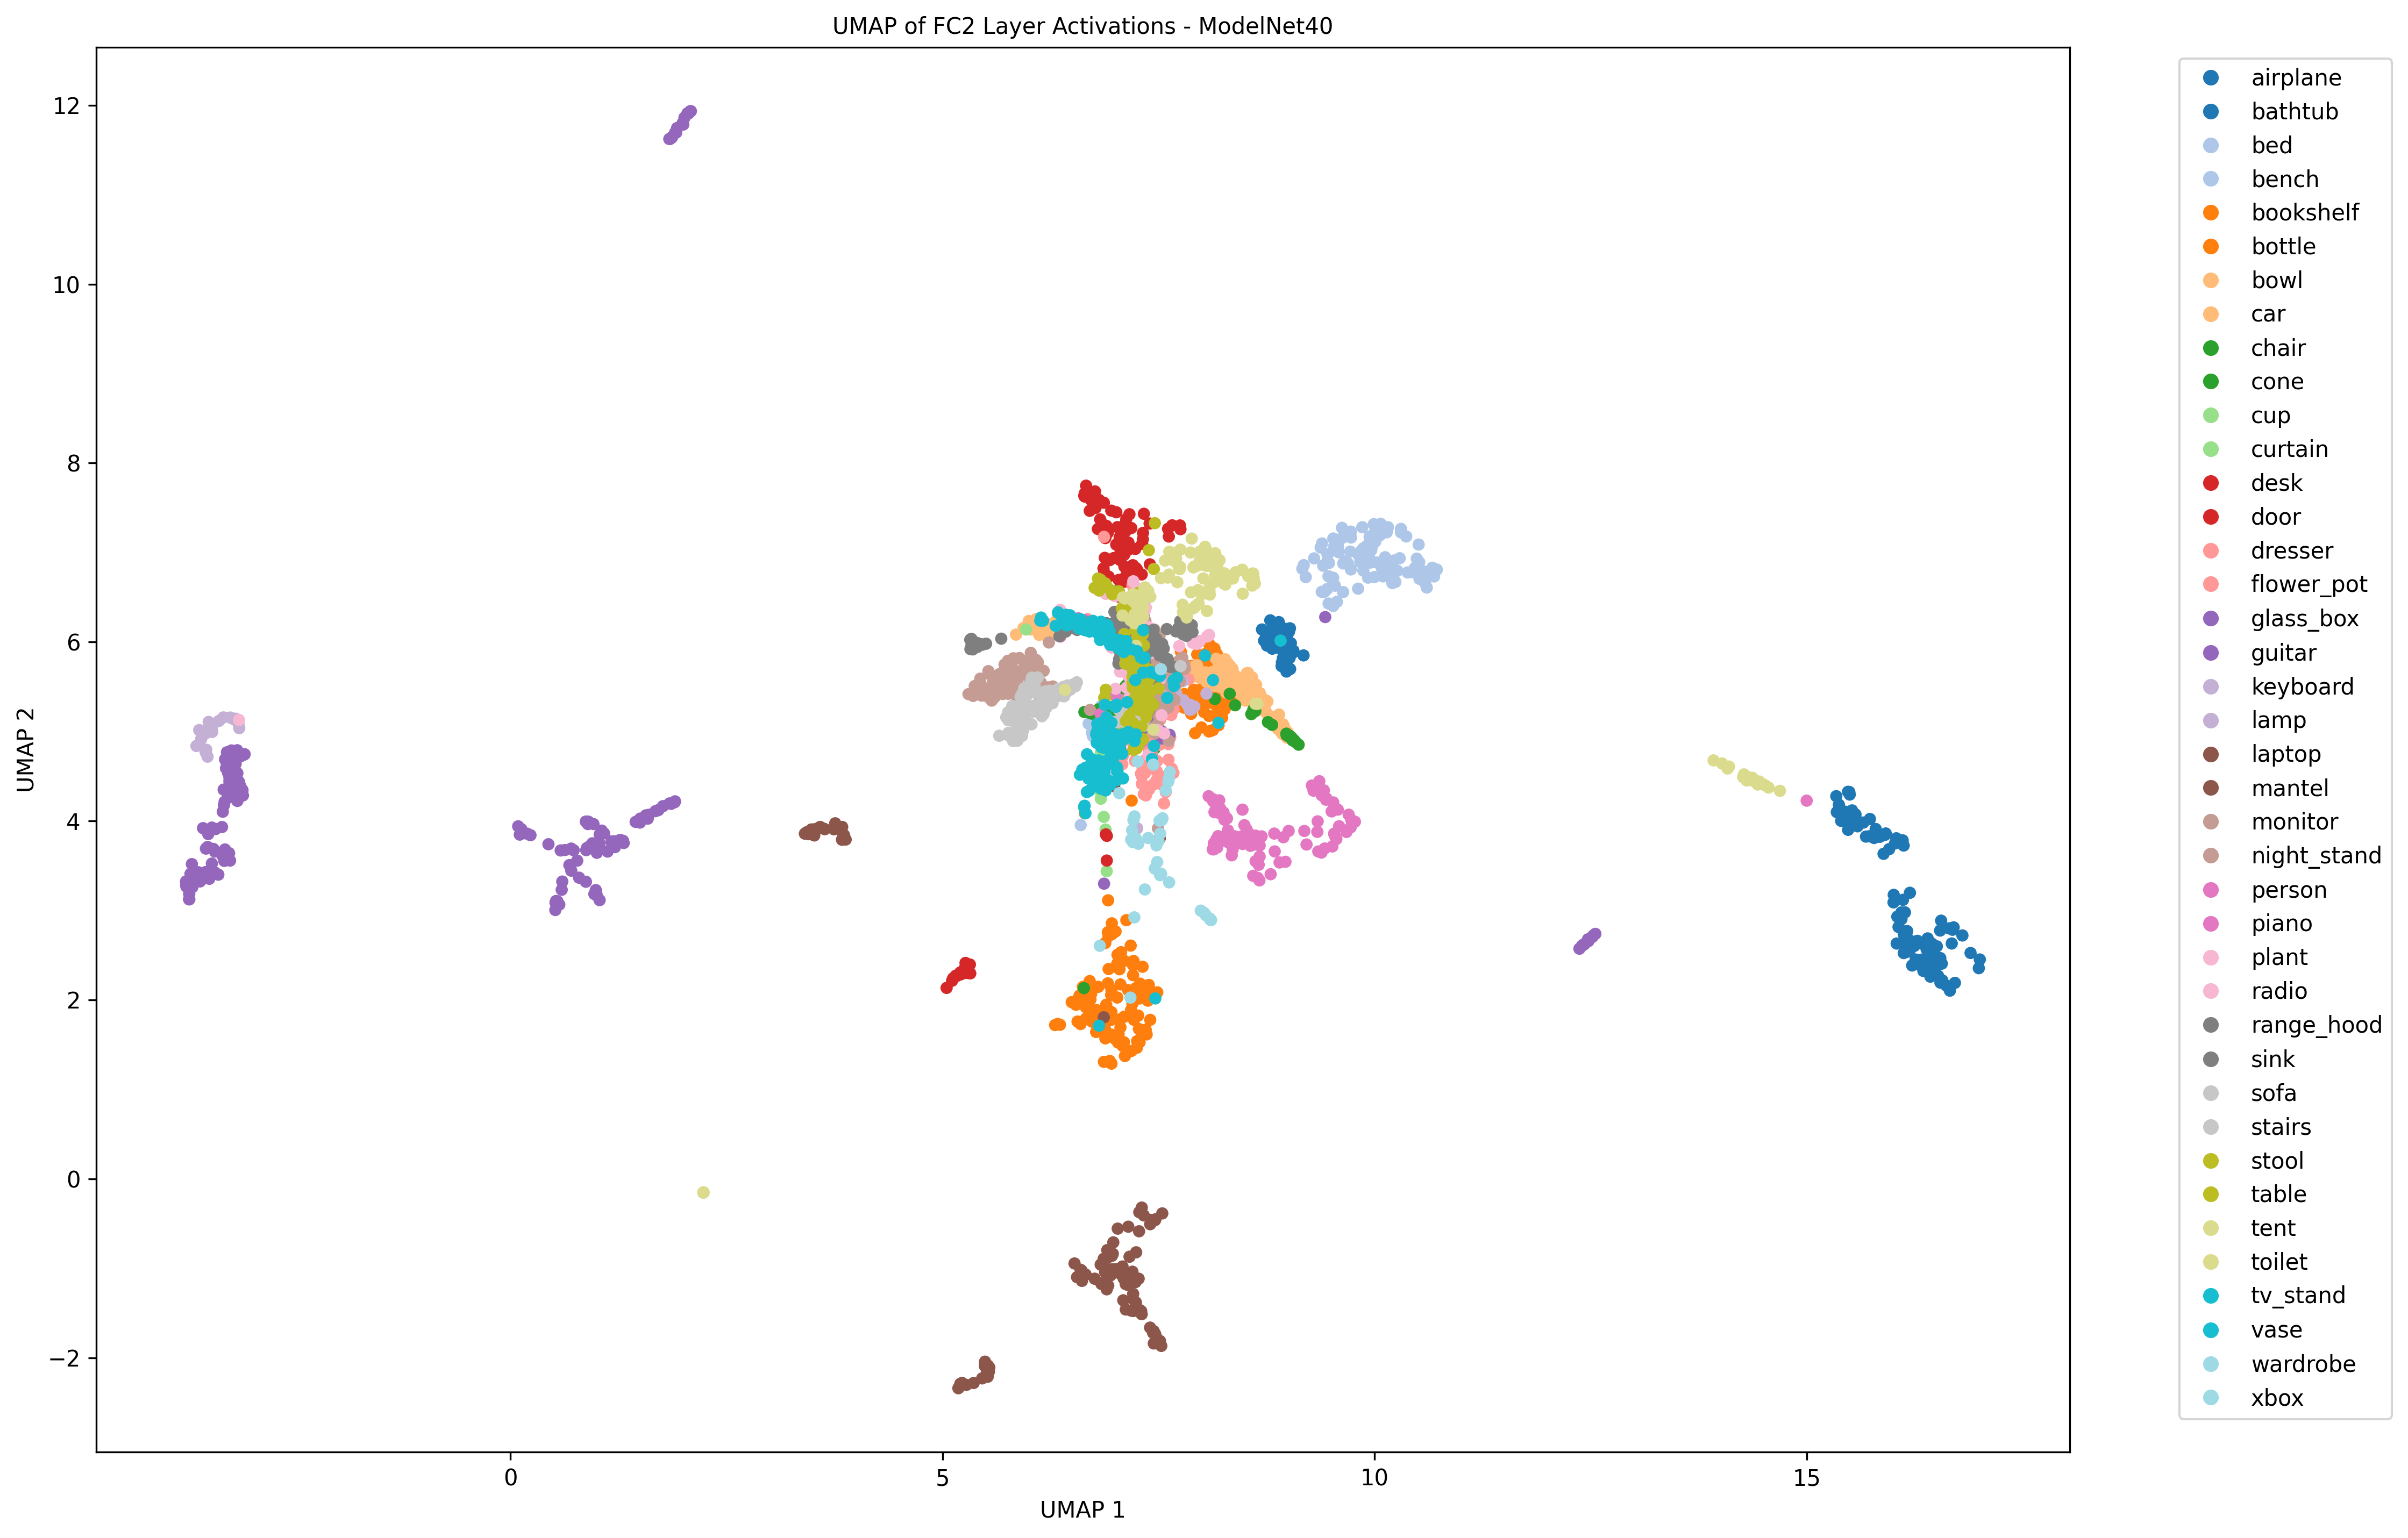 UMAP of FC2 Layer Activations - ModelNet40
12
10
8
6
4
2
0
−2
UMAP 2
0
5
10
15
UMAP 1
airplane
bathtub
bed
bench
bookshelf
bottle
bowl
car
chair
cone
cup
curtain
desk
door
dresser
flower_pot
glass_box
guitar
keyboard
lamp
laptop
mantel
monitor
night_stand
person
piano
plant
radio
range_hood
sink
sofa
stairs
stool
table
tent
toilet
tv_stand
vase
wardrobe
xbox